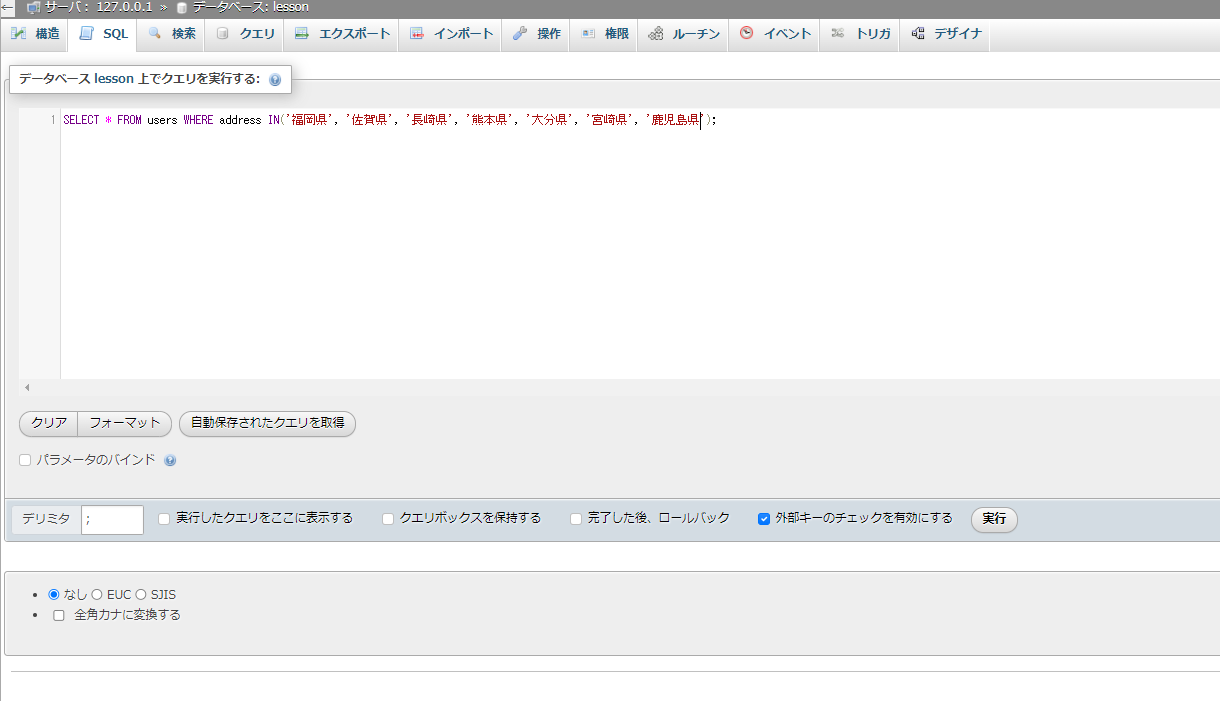 サーバ: 127.0.0.1 » データベース: lesson
構造 SQL 検索 クエリ エクスポート インポート 操作 権限 ルーチン イベント トリガ デザイナ
データベース lesson 上でクエリを実行する:
1 SELECT * FROM users WHERE address IN('福岡県', '佐賀県', '長崎県', '熊本県', '大分県', '宮崎県', '鹿児島県');
クリア フォーマット 自動保存されたクエリを取得
パラメータのバインド
デリミタ ; 実行したクエリをここに表示する クエリボックスを保持する 完了した後、ロールバック 外部キーのチェックを有効にする 実行
なし EUC SJIS
全角カナに変換する